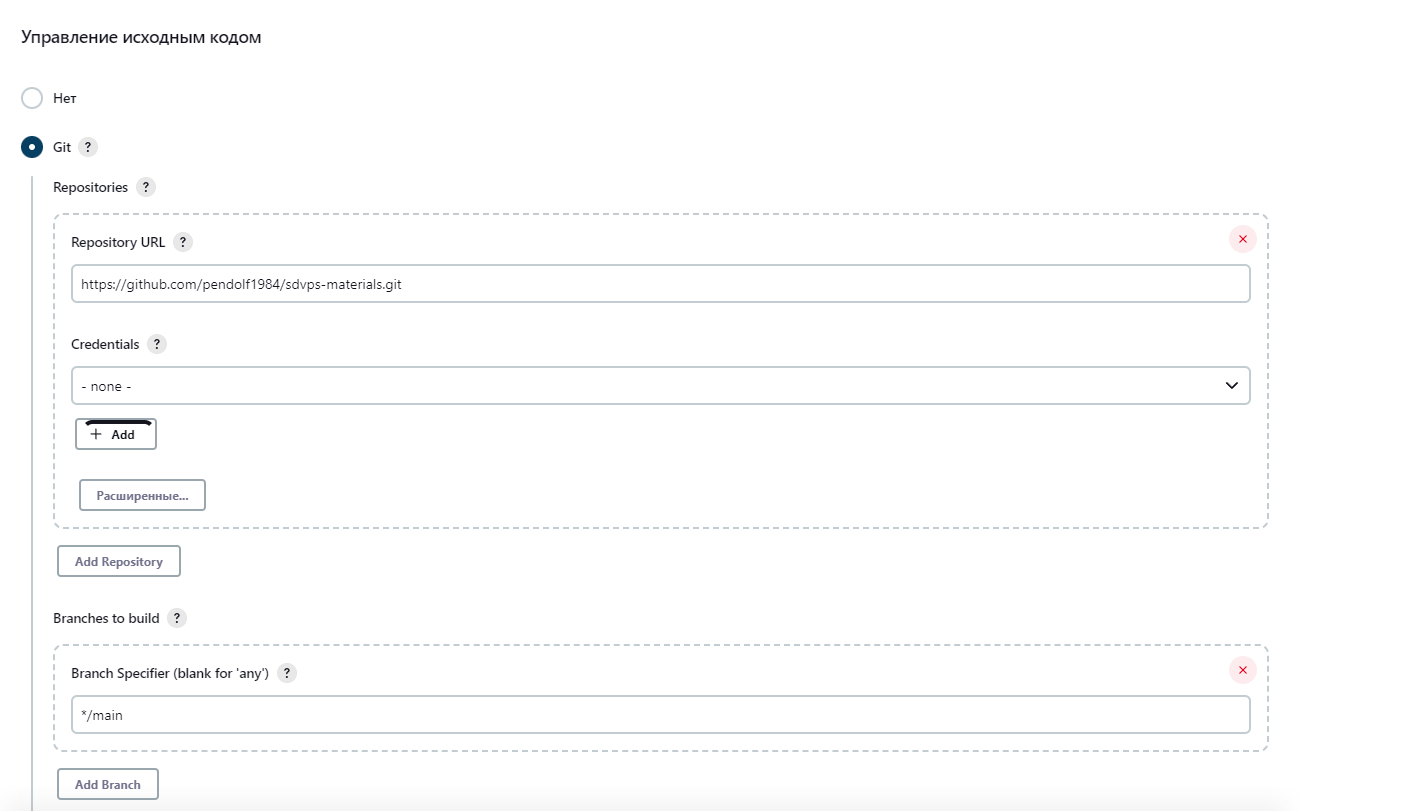 Управление исходным кодом
Нет
Git ?
Repositories ?
Repository URL ?
https://github.com/pendolf1984/sdvps-materials.git
Credentials ?
- none -
+ Add
Расширенные...
Add Repository
Branches to build ?
Branch Specifier (blank for 'any') ?
*/main
Add Branch